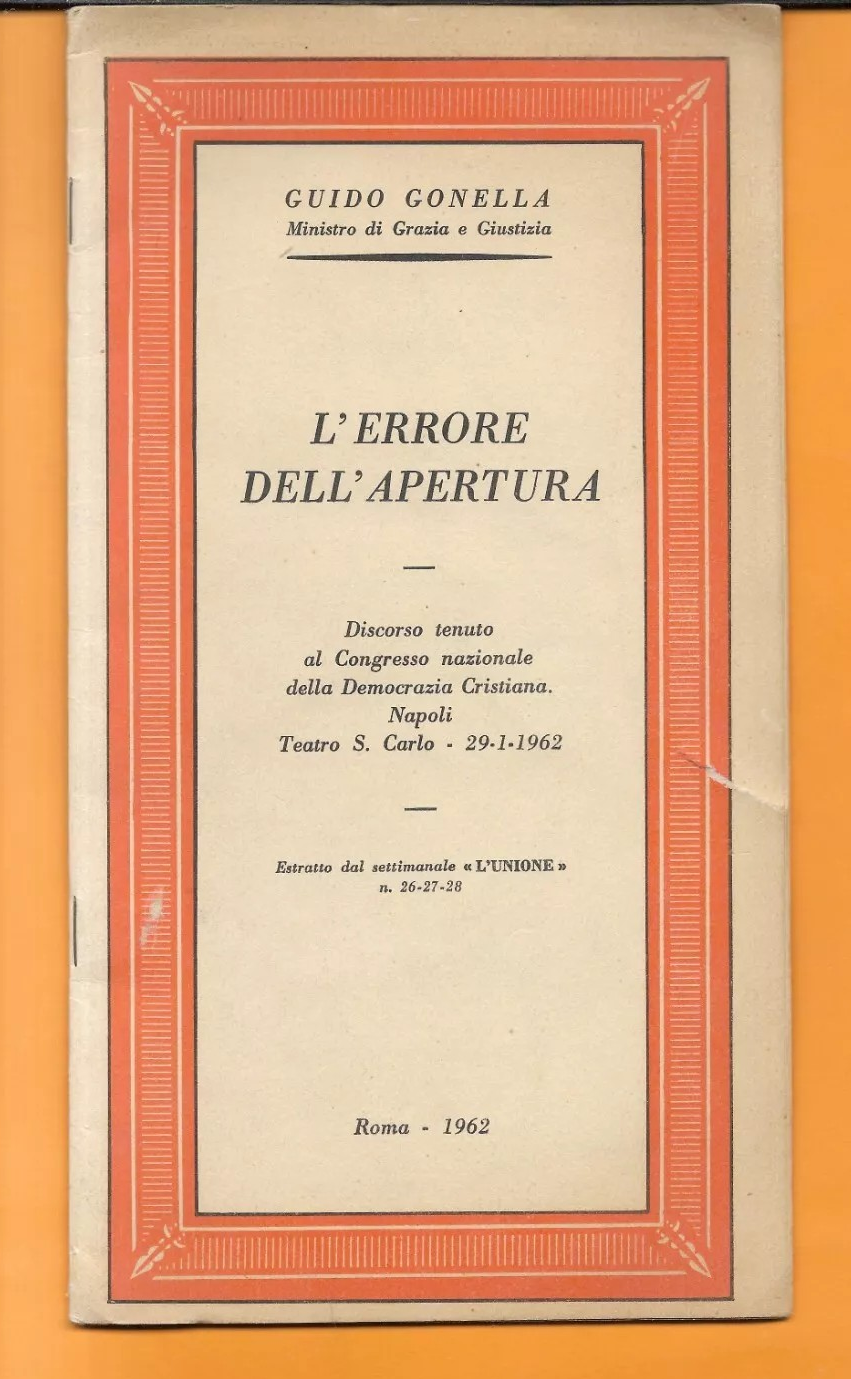 GUIDO GONELLA
Ministro di Grazia e Giustizia
L'ERRORE
DELL'APERTURA
Discorso tenuto
al Congresso nazionale
della Democrazia Cristiana.
Napoli
Teatro S. Carlo - 29-1-1962
Estratto dal settimanale « L'UNIONE »
n. 26-27-28
Roma - 1962